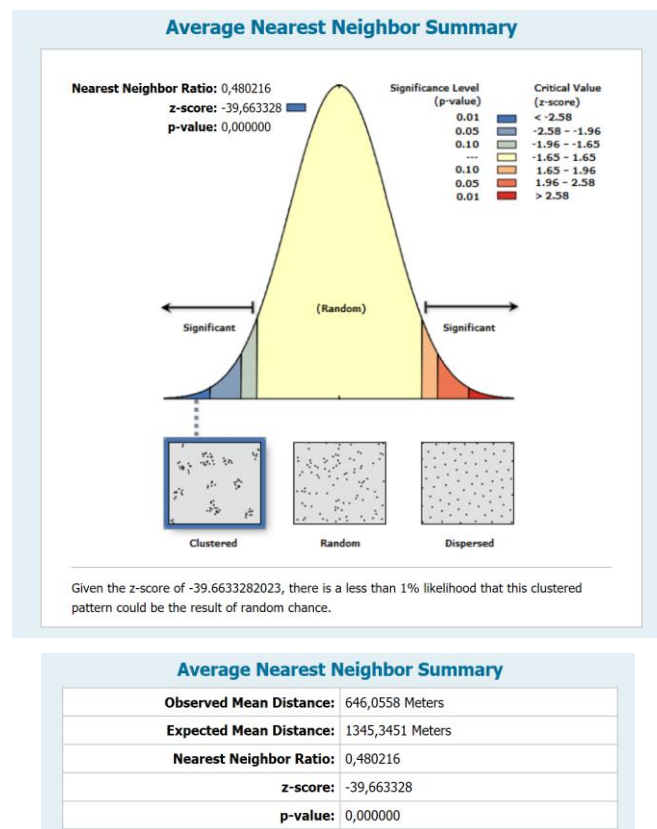 Average Nearest Neighbor Summary
Nearest Neighbor Ratio: 0,480216
z-score: -39,663328
p-value: 0,000000
Significance Level
(p-value)
Critical Value
(z-score)
0.01 < -2.58
0.05 -2.58 – -1.96
0.10 -1.96 – -1.65
--- -1.65 – 1.65
0.10 1.65 – 1.96
0.05 1.96 – 2.58
0.01 > 2.58
(Random)
Significant
Significant
Clustered
Random
Dispersed
Given the z-score of -39.6633282023, there is a less than 1% likelihood that this clustered
pattern could be the result of random chance.
Average Nearest Neighbor Summary
Observed Mean Distance: 646,0558 Meters
Expected Mean Distance: 1345,3451 Meters
Nearest Neighbor Ratio: 0,480216
z-score: -39,663328
p-value: 0,000000